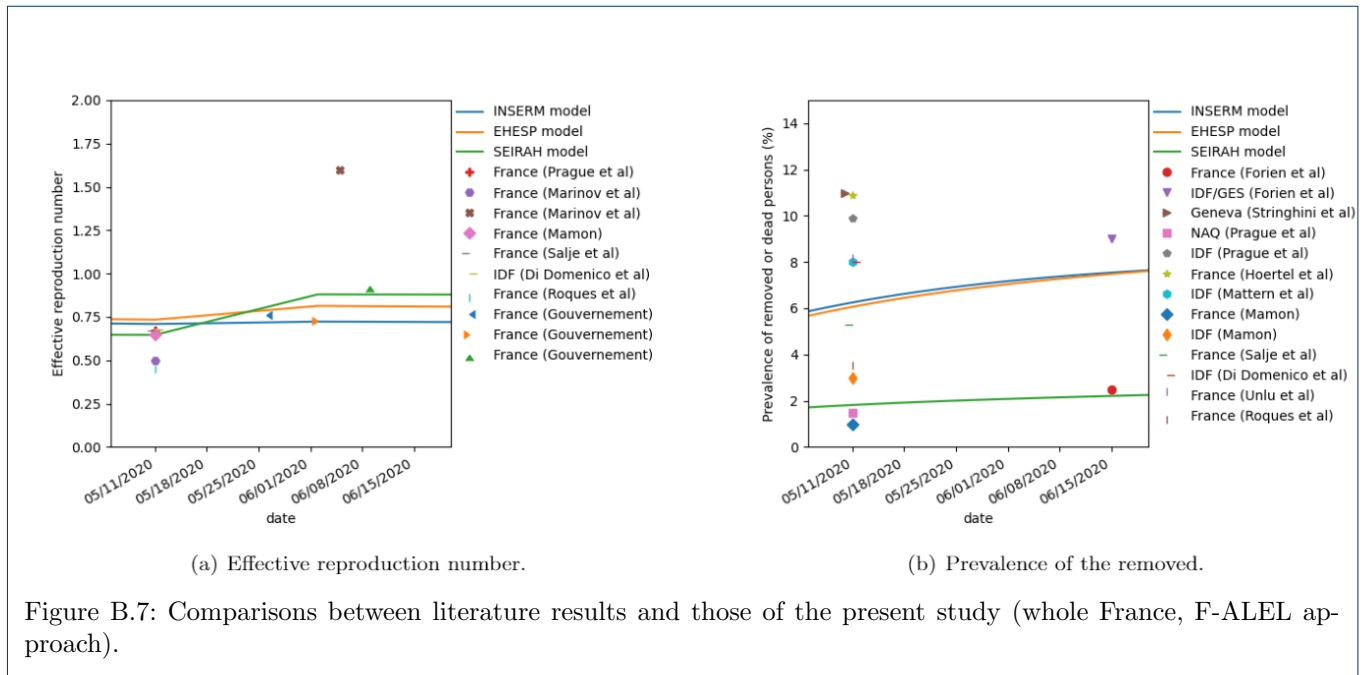 2.00
1.75
1.50
1.25
1.00
0.75
0.50
0.25
0.00
Effective reproduction number
05/11/2020
05/18/2020
05/25/2020
06/01/2020
06/08/2020
06/15/2020
date
INSERM model
EHESP model
SEIRAH model
France (Prague et al)
France (Marinov et al)
France (Marinov et al)
France (Mamon)
France (Salje et al)
IDF (Di Domenico et al)
France (Roques et al)
France (Gouvernement)
France (Gouvernement)
France (Gouvernement)
(a) Effective reproduction number.
14
12
10
8
6
4
2
0
Prevalence of removed or dead persons (%)
05/11/2020
05/18/2020
05/25/2020
06/01/2020
06/08/2020
06/15/2020
date
INSERM model
EHESP model
SEIRAH model
France (Forien et al)
IDF/GES (Forien et al)
Geneva (Stringhini et al)
NAQ (Prague et al)
IDF (Prague et al)
France (Hoertel et al)
IDF (Mattern et al)
France (Mamon)
IDF (Mamon)
France (Salje et al)
IDF (Di Domenico et al)
France (Unlu et al)
France (Roques et al)
(b) Prevalence of the removed.
Figure B.7: Comparisons between literature results and those of the present study (whole France, F-ALEL ap-
proach).